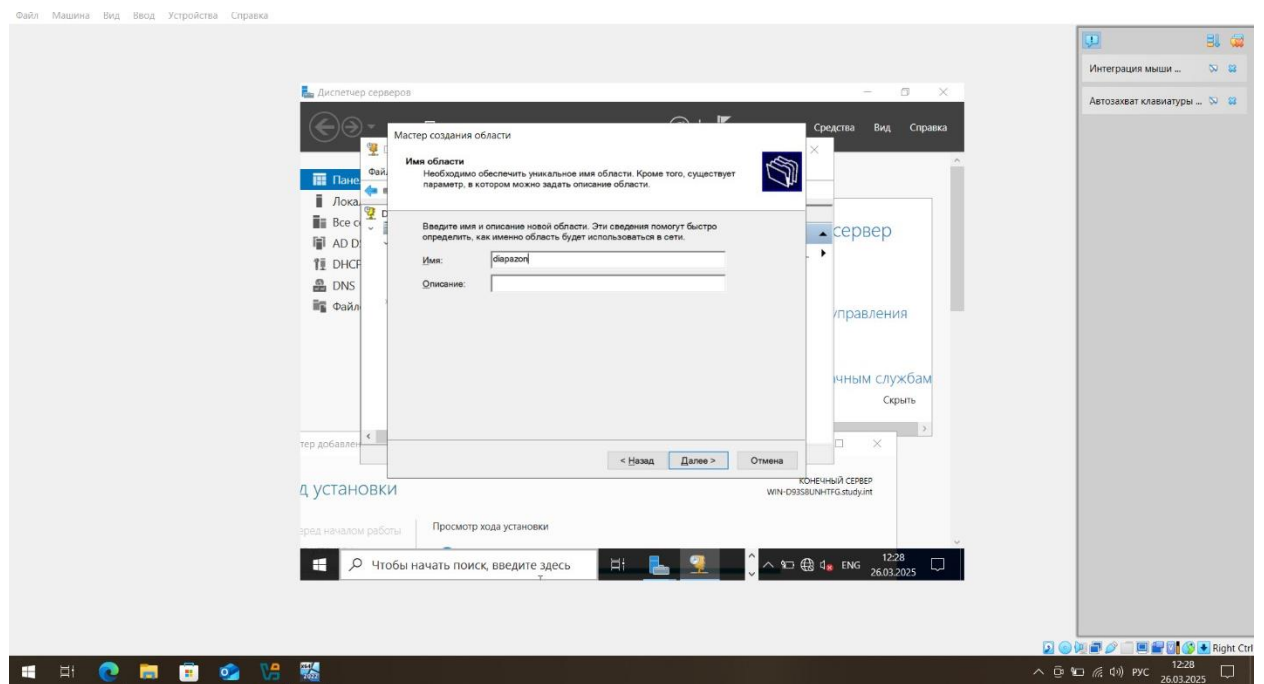 Файл Машина Вид Ввод Устройства Справка
Интеграция мыши ...
Автозахват клавиатуры ...
Диспетчер серверов
Средства Вид Справка
Мастер создания области
Имя области
Необходимо обеспечить уникальное имя области. Кроме того, существует
параметр, в котором можно задать описание области.
Введите имя и описание новой области. Эти сведения помогут быстро
определить, как именно область будет использоваться в сети.
Имя: diapazon
Описание:
< Назад Далее > Отмена
Фай
Пане
Лока
Все с
AD D
DHCP
DNS
Файл
сервер
управления
чным службам
Скрыть
тер добавлен
д установки
КОНЕЧНЫЙ СЕРВЕР
WIN-D93S8UNHTFG.study.int
еред началом работы
Просмотр хода установки
Чтобы начать поиск, введите здесь
ENG
12:28
26.03.2025
Right Ctrl
РУС
12:28
26.03.2025